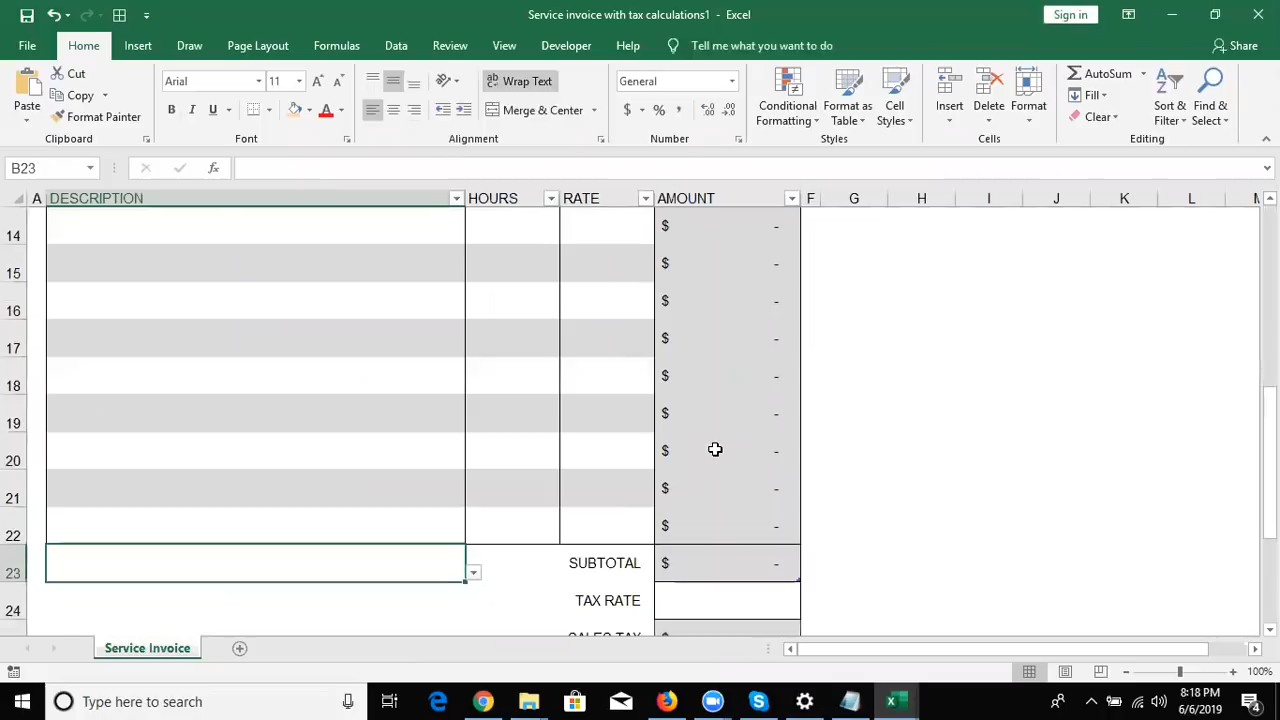 Service invoice with tax calculations1 - Excel
Sign in
File
Home
Insert
Draw
Page Layout
Formulas
Data
Review
View
Developer
Help
Tell me what you want to do
Share
Paste
Cut
Copy
Format Painter
Clipboard
Arial
11
B
I
U
Font
Wrap Text
Merge & Center
Alignment
General
$
%
,
Number
Conditional
Formatting
Format as
Table
Cell
Styles
Styles
Insert
Delete
Format
Cells
AutoSum
Fill
Clear
Sort &
Filter
Find &
Select
Editing
B23
fx
A DESCRIPTION HOURS RATE AMOUNT F G H I J K L
14 $ -
15 $ -
16 $ -
17 $ -
18 $ -
19 $ -
20 $ -
21 $ -
22 $ -
23 SUBTOTAL $ -
24 TAX RATE
SALES TAX
Service Invoice
100%
Type here to search
8:18 PM
6/6/2019
4